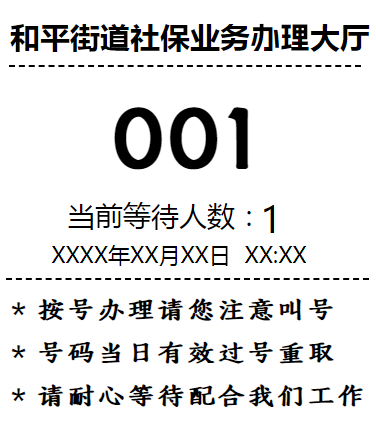 和平街道社保业务办理大厅
001
当前等待人数：1
XXXX年XX月XX日 XX:XX
* 按号办理请您注意叫号
* 号码当日有效过号重取
* 请耐心等待配合我们工作